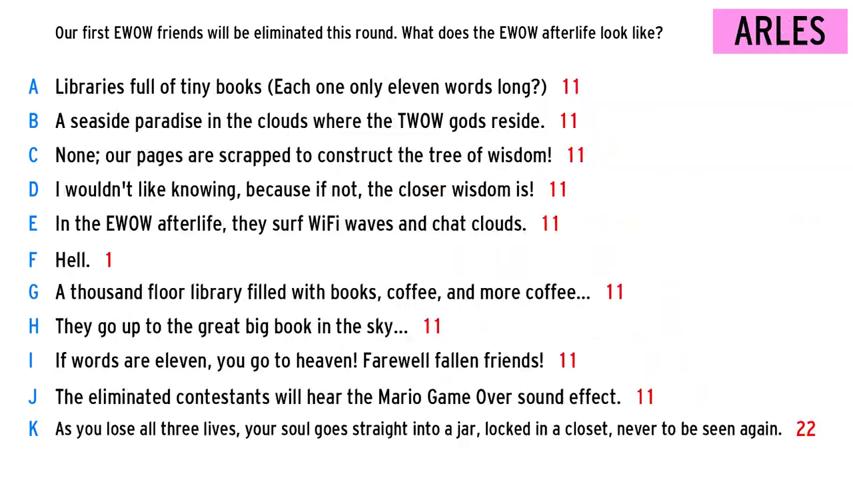 Our first EWOW friends will be eliminated this round. What does the EWOW afterlife look like?
ARLES
A Libraries full of tiny books (Each one only eleven words long?) 11
B A seaside paradise in the clouds where the TWOW gods reside. 11
C None; our pages are scrapped to construct the tree of wisdom! 11
D I wouldn't like knowing, because if not, the closer wisdom is! 11
E In the EWOW afterlife, they surf WiFi waves and chat clouds. 11
F Hell. 1
G A thousand floor library filled with books, coffee, and more coffee... 11
H They go up to the great big book in the sky... 11
I If words are eleven, you go to heaven! Farewell fallen friends! 11
J The eliminated contestants will hear the Mario Game Over sound effect. 11
K As you lose all three lives, your soul goes straight into a jar, locked in a closet, never to be seen again. 22